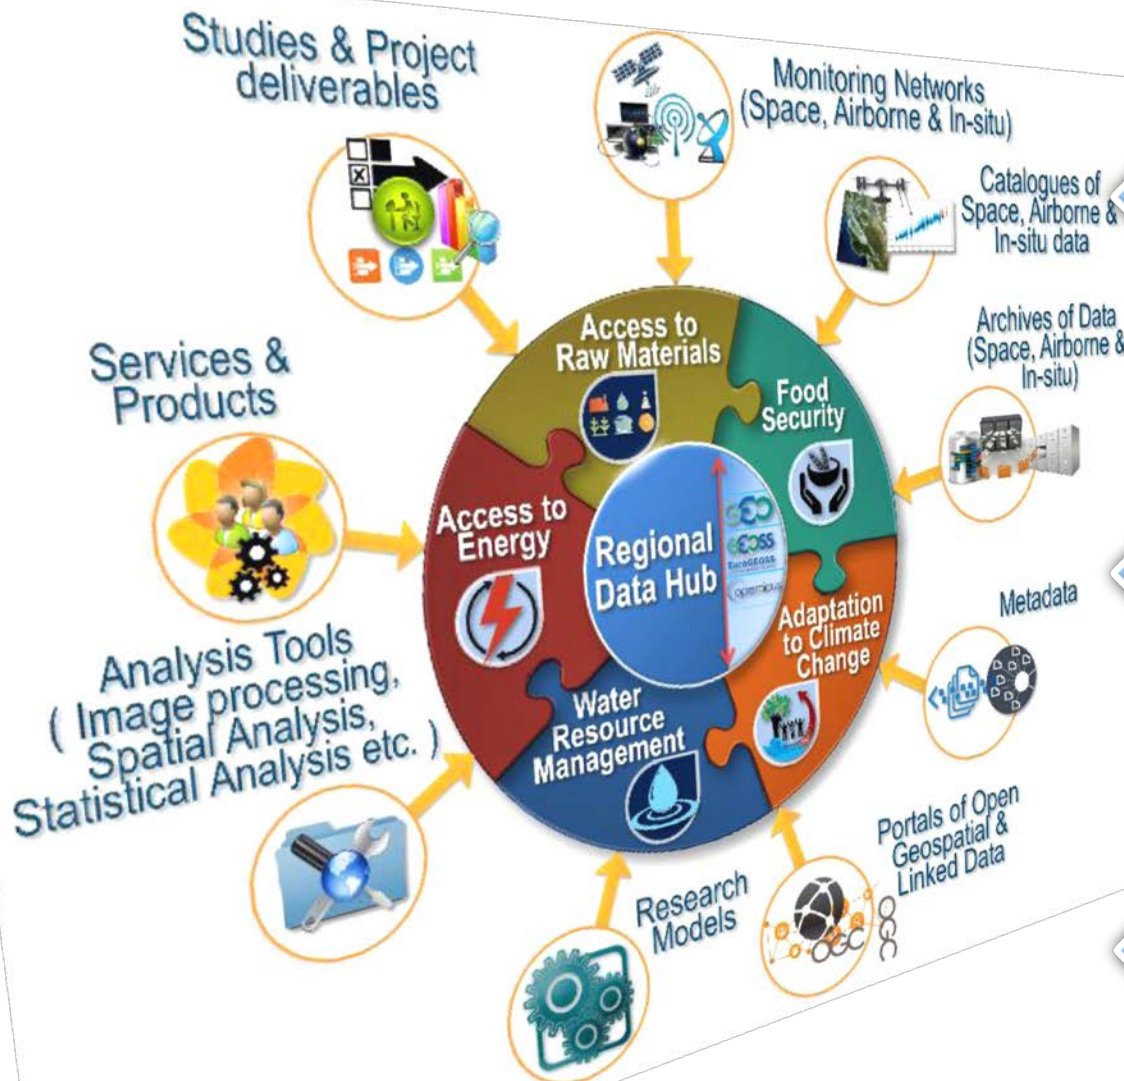 Studies & Project
deliverables
Monitoring Networks
(Space, Airborne & In-situ)
Catalogues of
Space, Airborne &
In-situ data
Archives of Data
(Space, Airborne &
In-situ)
Services &
Products
Access to
Raw Materials
Food
Security
Access to
Energy
Regional
Data Hub
GEO
GEOSS
EuroGEOSS
Copernicus
Adaptation
to Climate
Change
Water
Resource
Management
Metadata
Analysis Tools
( Image processing,
Spatial Analysis,
Statistical Analysis etc. )
Portals of Open
Geospatial &
Linked Data
OGC
OGC
Research
Models